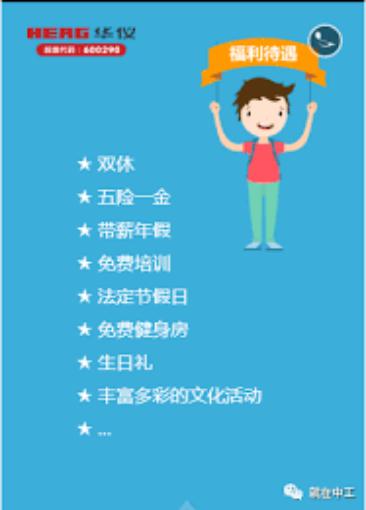 HERG 华仪
股票代码：600290
福利待遇
★ 双休
★ 五险一金
★ 带薪年假
★ 免费培训
★ 法定节假日
★ 免费健身房
★ 生日礼
★ 丰富多彩的文化活动
★ ...
就在中工